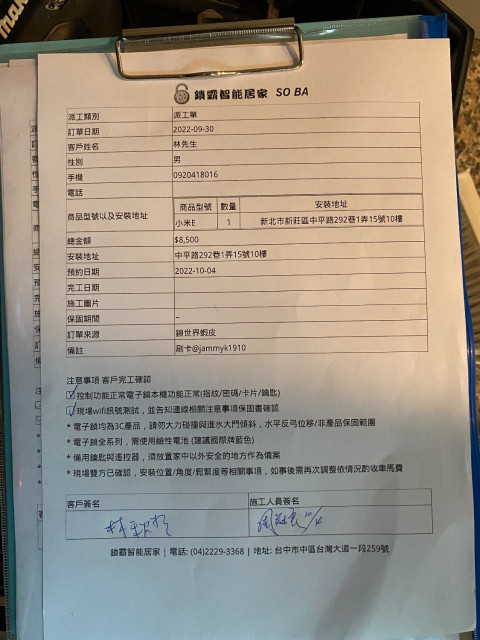 鎖霸智能居家 SO BA
派工類別 派工單
訂單日期 2022-09-30
客戶姓名 林先生
性別 男
手機 0920418016
電話
商品型號以及安裝地址 商品型號 數量 安裝地址
小米E 1 新北市新莊區中平路292巷1弄15號10樓
總金額 $8,500
安裝地址 中平路292巷1弄15號10樓
預約日期 2022-10-04
完工日期
施工圖片
保固期間 –
訂單來源 鎖世界蝦皮
備註 刷卡@jammyk1910
注意事項 客戶完工確認
控制功能正常電子鎖本機功能正常(指紋/密碼/卡片/鑰匙)
現場wifi訊號測試，並告知連線相關注意事項保固書確認
* 電子鎖均為3C產品，請勿大力碰撞與進水大門傾斜，水平反弓位移/非產品保固範圍
* 電子鎖全系列，需使用鹼性電池 (建議國際牌藍色)
* 備用鑰匙與遙控器，須放置家中以外安全的地方作為備案
* 現場雙方已確認，安裝位置/角度/鬆緊度等相關事項，如事後需再次調整依情況酌收車馬費
客戶簽名 施工人員簽名
10/4
鎖霸智能居家 | 電話: (04)2229-3368 | 地址: 台中市中區台灣大道一段259號